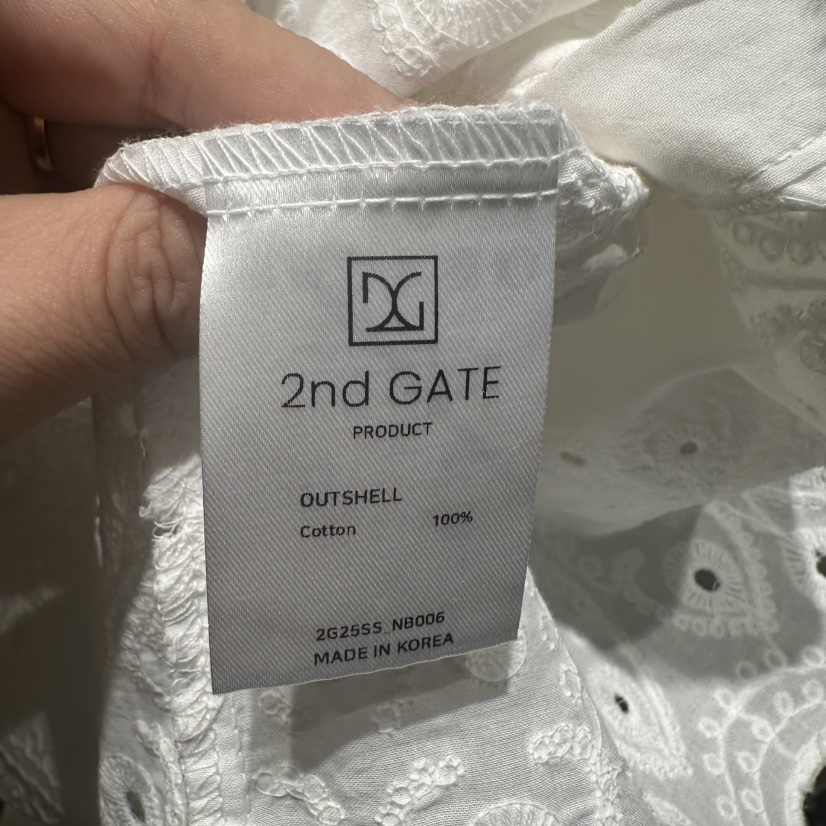 2nd GATE
PRODUCT
OUTSHELL
Cotton 100%
2G25SS_NB006
MADE IN KOREA